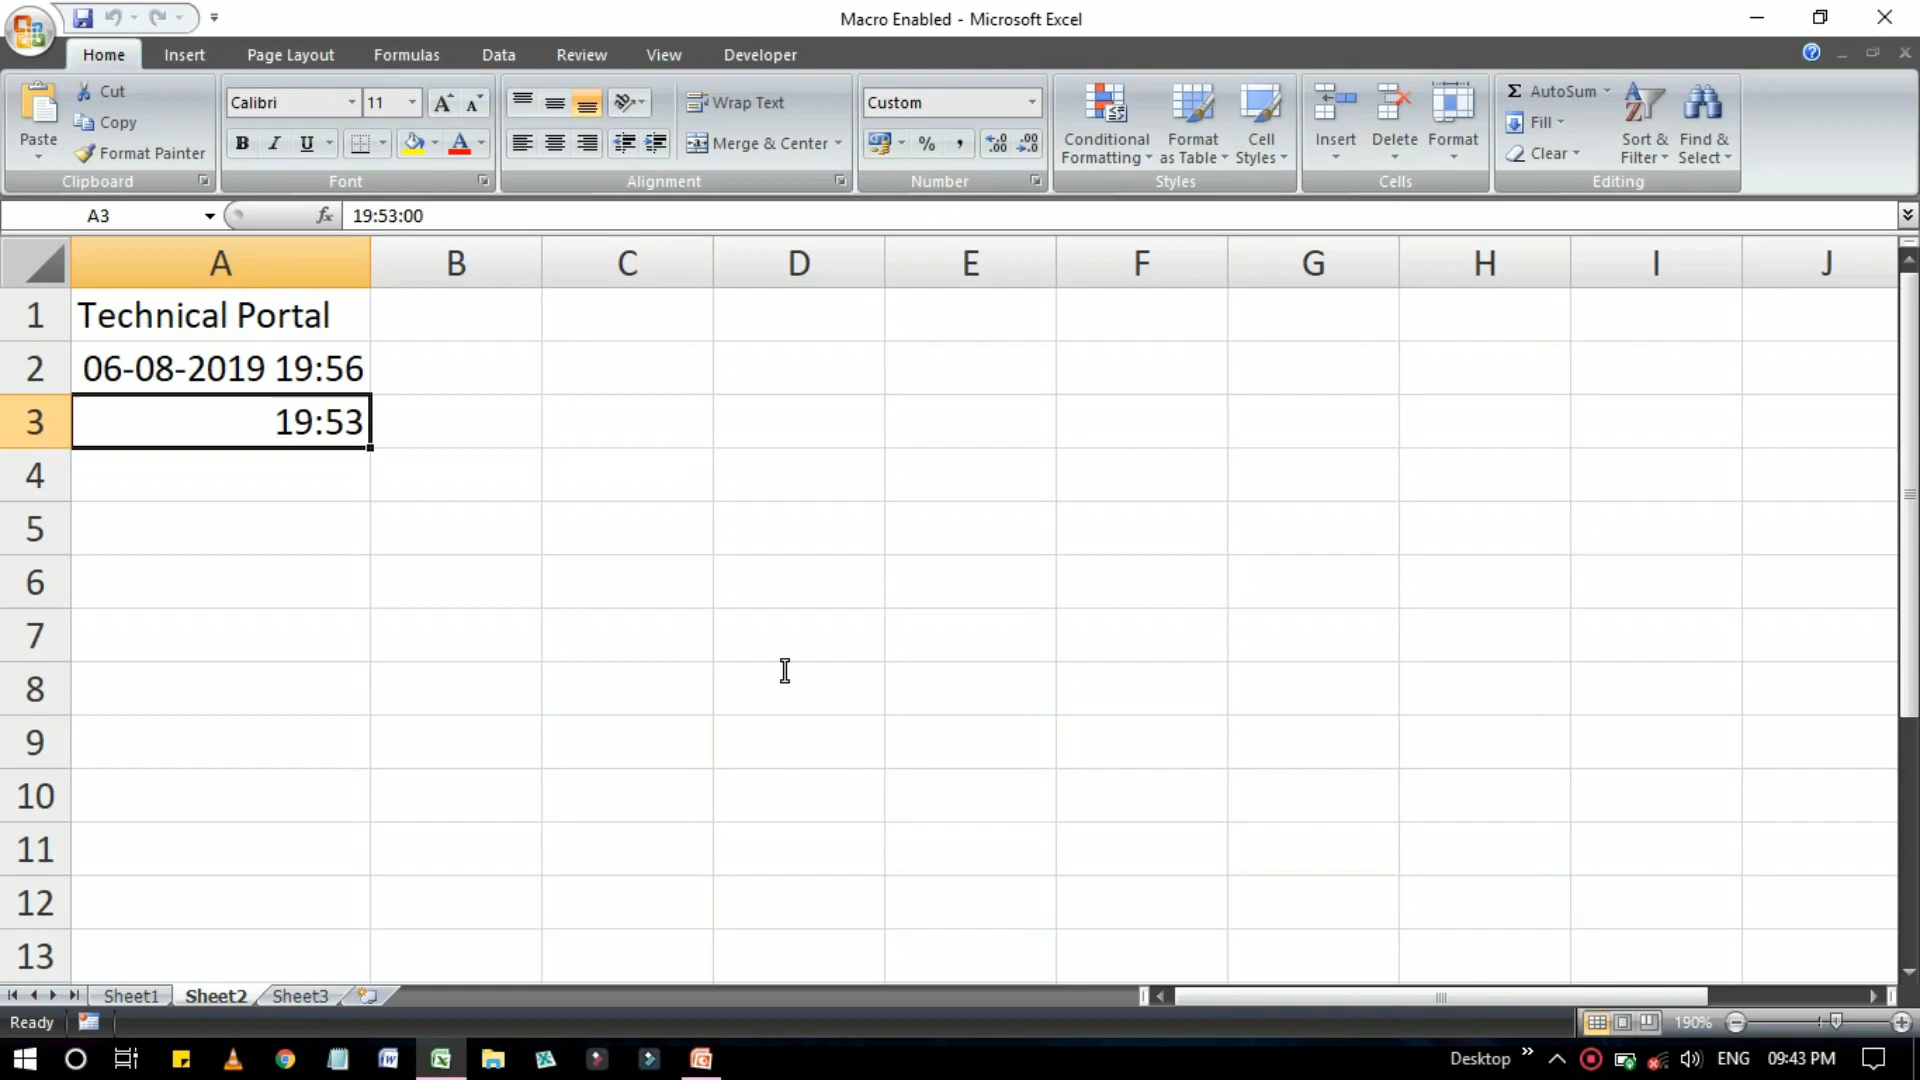 Macro Enabled - Microsoft Excel
Home Insert Page Layout Formulas Data Review View Developer
Paste
Cut
Copy
Format Painter
Clipboard
Calibri 11
B I U
Font
Wrap Text
Merge & Center
Alignment
Custom
% ,
Number
Conditional Formatting
Format as Table
Cell Styles
Styles
Insert Delete Format
Cells
Σ AutoSum
Fill
Clear
Sort & Filter
Find & Select
Editing
A3 fx 19:53:00
A B C D E F G H I J
1 Technical Portal
2 06-08-2019 19:56
3 19:53
4
5
6
7
8
9
10
11
12
13
Sheet1 Sheet2 Sheet3
Ready 190%
Desktop » ENG 09:43 PM